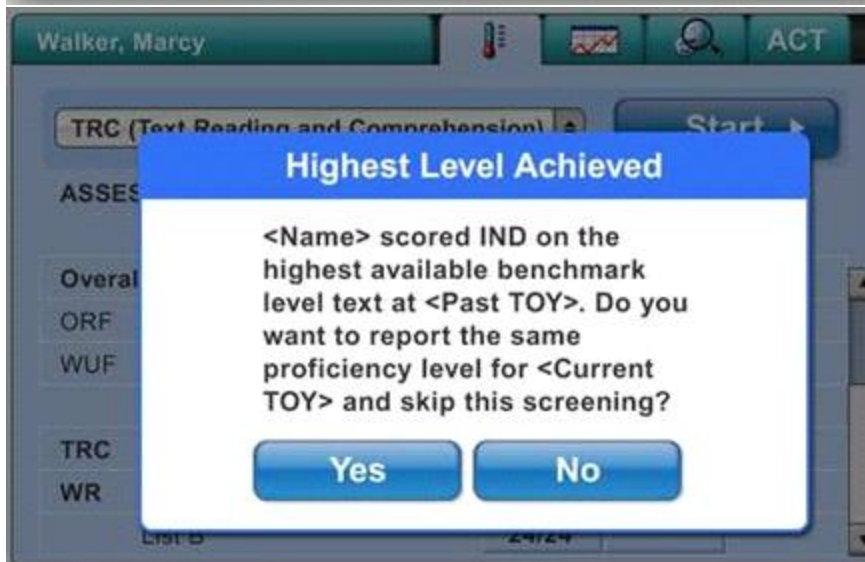 Walker, Marcy
ACT
TRC (Text Reading and Comprehension)
Start
Highest Level Achieved
<Name> scored IND on the
highest available benchmark
level text at <Past TOY>. Do you
want to report the same
proficiency level for <Current
TOY> and skip this screening?
Yes No
ASSES
Overal
ORF
WUF
TRC
WR
List B 24/24